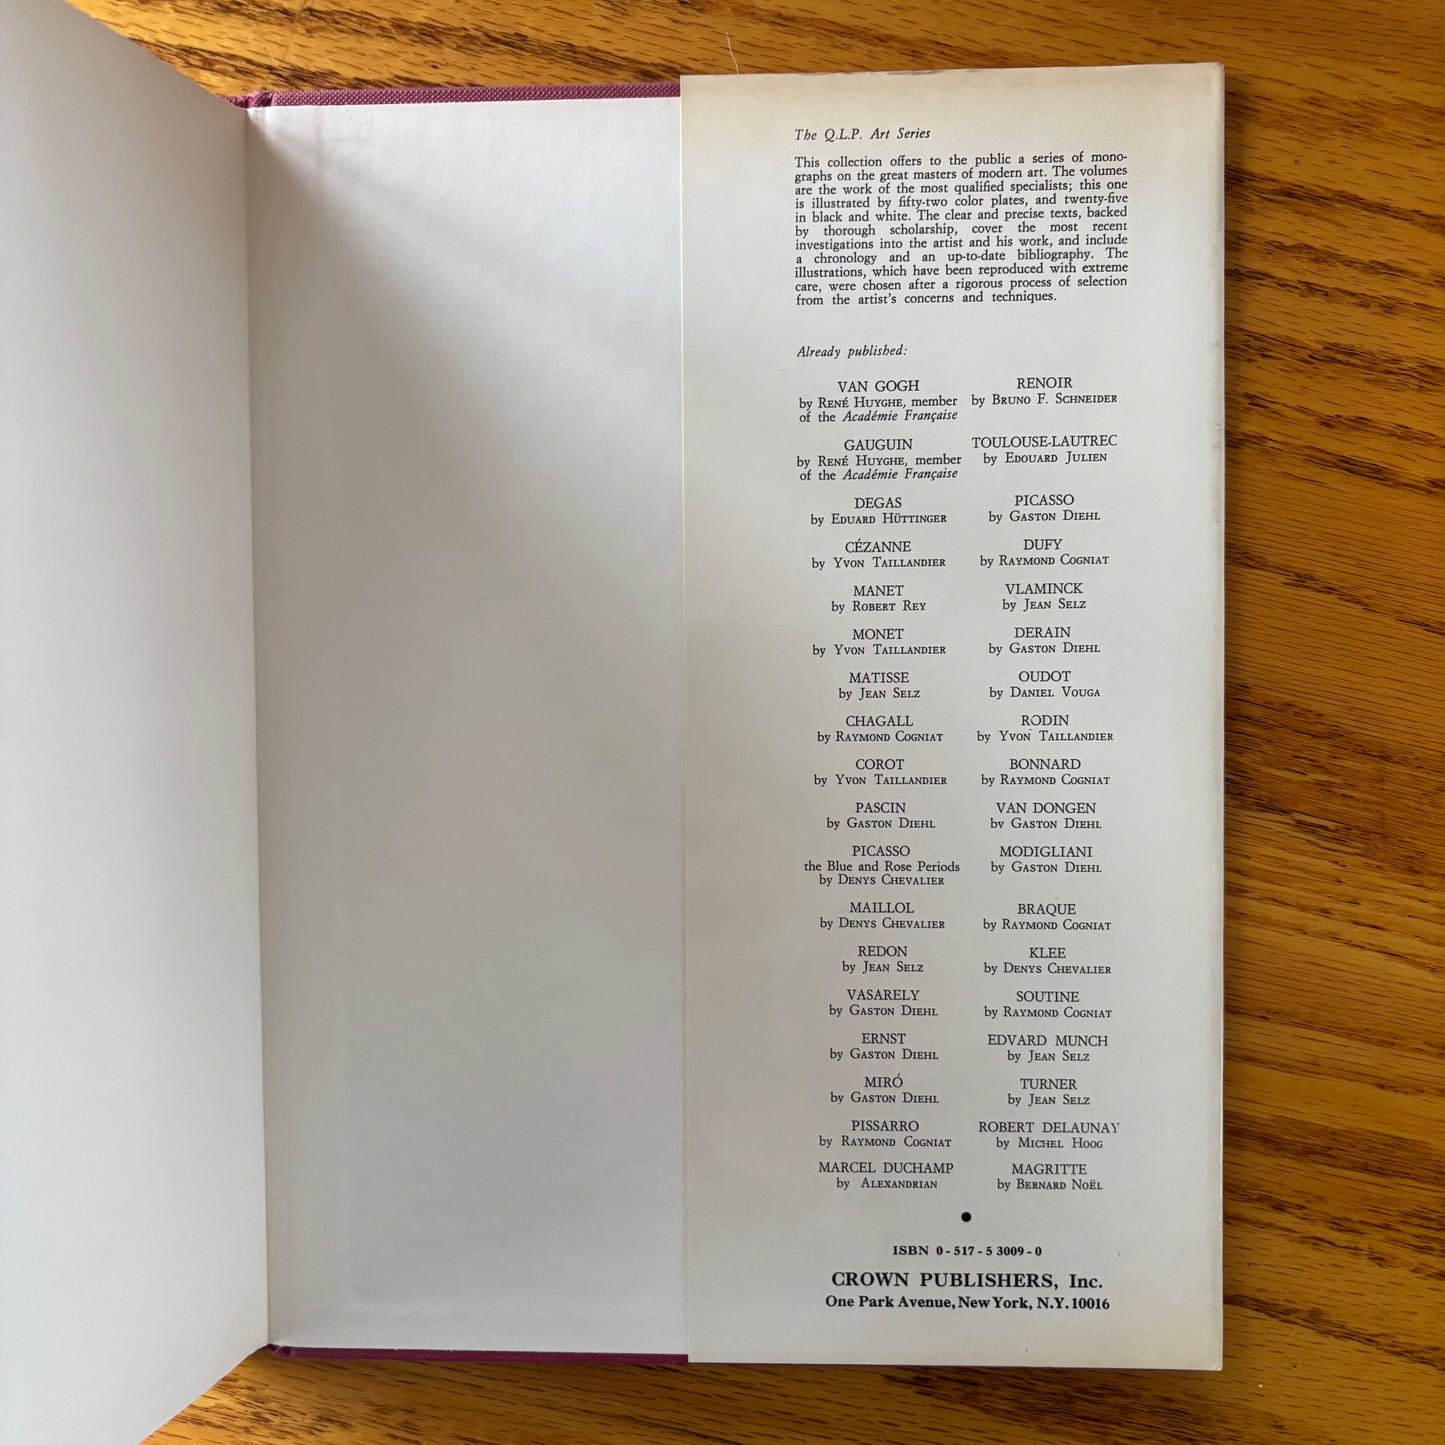 The Q.L.P. Art Series
This collection offers to the public a series of mono-
graphs on the great masters of modern art. The volumes
are the work of the most qualified specialists; this one
is illustrated by fifty-two color plates, and twenty-five
in black and white. The clear and precise texts, backed
by thorough scholarship, cover the most recent
investigations into the artist and his work, and include
a chronology and an up-to-date bibliography. The
illustrations, which have been reproduced with extreme
care, were chosen after a rigorous process of selection
from the artist's concerns and techniques.
Already published:
VAN GOGH
by RENÉ HUYGHE, member
of the Académie Française
GAUGUIN
by RENÉ HUYGHE, member
of the Académie Française
DEGAS
by EDUARD HÜTTINGER
CÉZANNE
by YVON TAILLANDIER
MANET
by ROBERT REY
MONET
by YVON TAILLANDIER
MATISSE
by JEAN SELZ
CHAGALL
by RAYMOND COGNIAT
COROT
by YVON TAILLANDIER
PASCIN
by GASTON DIEHL
PICASSO
the Blue and Rose Periods
by DENYS CHEVALIER
MAILLOL
by DENYS CHEVALIER
REDON
by JEAN SELZ
VASARELY
by GASTON DIEHL
ERNST
by GASTON DIEHL
MIRÓ
by GASTON DIEHL
PISSARRO
by RAYMOND COGNIAT
MARCEL DUCHAMP
by ALEXANDRIAN
RENOIR
by BRUNO F. SCHNEIDER
TOULOUSE-LAUTREC
by EDOUARD JULIEN
PICASSO
by GASTON DIEHL
DUFY
by RAYMOND COGNIAT
VLAMINCK
by JEAN SELZ
DERAIN
by GASTON DIEHL
OUDOT
by DANIEL VOUGA
RODIN
by YVON TAILLANDIER
BONNARD
by RAYMOND COGNIAT
VAN DONGEN
by GASTON DIEHL
MODIGLIANI
by GASTON DIEHL
BRAQUE
by RAYMOND COGNIAT
KLEE
by DENYS CHEVALIER
SOUTINE
by RAYMOND COGNIAT
EDVARD MUNCH
by JEAN SELZ
TURNER
by JEAN SELZ
ROBERT DELAUNAY
by MICHEL HOOG
MAGRITTE
by BERNARD NOËL
ISBN 0-517-53009-0
CROWN PUBLISHERS, Inc.
One Park Avenue, New York, N.Y. 10016